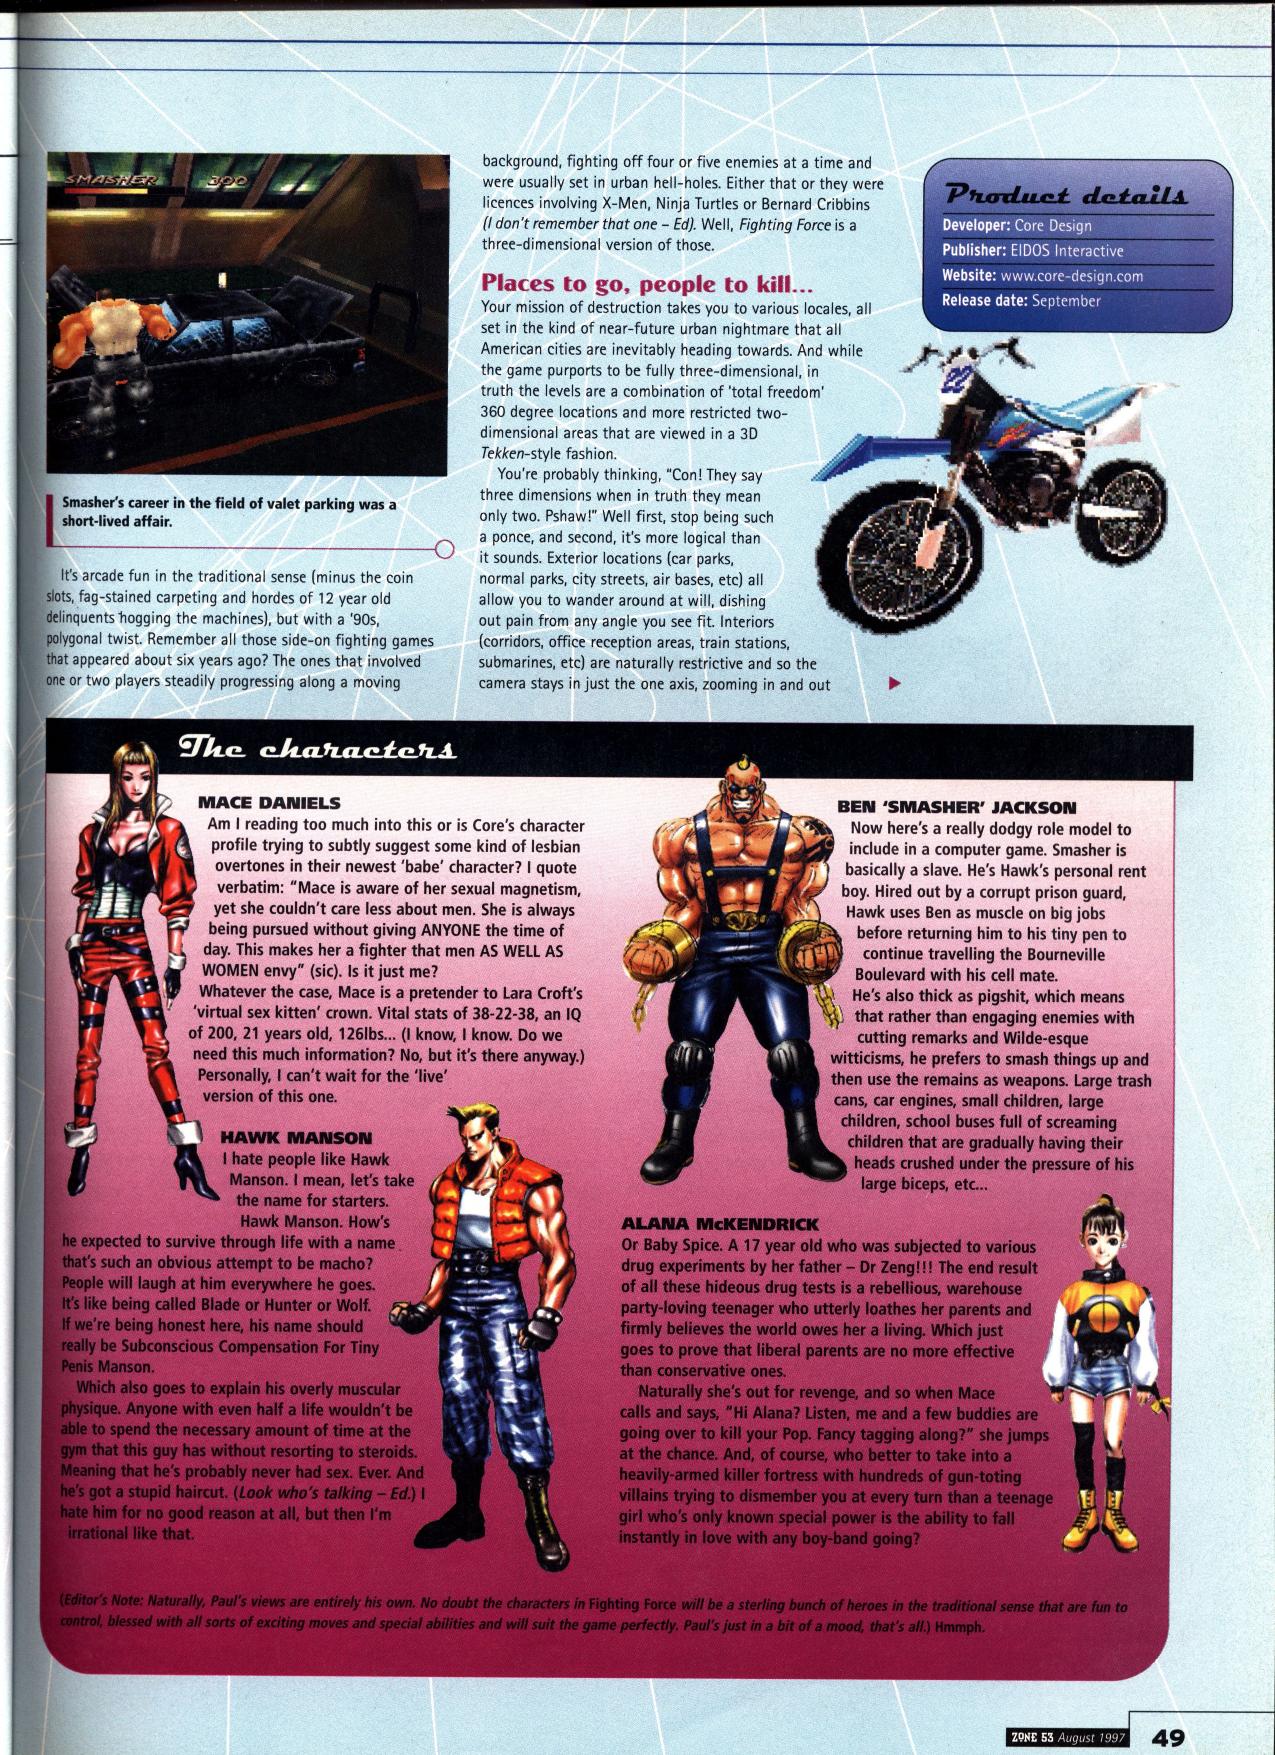 SMASHER 300
Smasher's career in the field of valet parking was a
short-lived affair.
It's arcade fun in the traditional sense (minus the coin
slots, fag-stained carpeting and hordes of 12 year old
delinquents hogging the machines), but with a '90s,
polygonal twist. Remember all those side-on fighting games
that appeared about six years ago? The ones that involved
one or two players steadily progressing along a moving
background, fighting off four or five enemies at a time and
were usually set in urban hell-holes. Either that or they were
licences involving X-Men, Ninja Turtles or Bernard Cribbins
(I don't remember that one – Ed). Well, Fighting Force is a
three-dimensional version of those.
Places to go, people to kill...
Your mission of destruction takes you to various locales, all
set in the kind of near-future urban nightmare that all
American cities are inevitably heading towards. And while
the game purports to be fully three-dimensional, in
truth the levels are a combination of 'total freedom'
360 degree locations and more restricted two-
dimensional areas that are viewed in a 3D
Tekken-style fashion.
You're probably thinking, "Con! They say
three dimensions when in truth they mean
only two. Pshaw!" Well first, stop being such
a ponce, and second, it's more logical than
it sounds. Exterior locations (car parks,
normal parks, city streets, air bases, etc) all
allow you to wander around at will, dishing
out pain from any angle you see fit. Interiors
(corridors, office reception areas, train stations,
submarines, etc) are naturally restrictive and so the
camera stays in just the one axis, zooming in and out
Product details
Developer: Core Design
Publisher: EIDOS Interactive
Website: www.core-design.com
Release date: September
22
The characters
MACE DANIELS
Am I reading too much into this or is Core's character
profile trying to subtly suggest some kind of lesbian
overtones in their newest 'babe' character? I quote
verbatim: "Mace is aware of her sexual magnetism,
yet she couldn't care less about men. She is always
being pursued without giving ANYONE the time of
day. This makes her a fighter that men AS WELL AS
WOMEN envy" (sic). Is it just me?
Whatever the case, Mace is a pretender to Lara Croft's
'virtual sex kitten' crown. Vital stats of 38-22-38, an IQ
of 200, 21 years old, 126lbs... (I know, I know. Do we
need this much information? No, but it's there anyway.)
Personally, I can't wait for the 'live'
version of this one.
HAWK MANSON
I hate people like Hawk
Manson. I mean, let's take
the name for starters.
Hawk Manson. How's
he expected to survive through life with a name
that's such an obvious attempt to be macho?
People will laugh at him everywhere he goes.
It's like being called Blade or Hunter or Wolf.
If we're being honest here, his name should
really be Subconscious Compensation For Tiny
Penis Manson.
Which also goes to explain his overly muscular
physique. Anyone with even half a life wouldn't be
able to spend the necessary amount of time at the
gym that this guy has without resorting to steroids.
Meaning that he's probably never had sex. Ever. And
he's got a stupid haircut. (Look who's talking – Ed.) I
hate him for no good reason at all, but then I'm
irrational like that.
BEN 'SMASHER' JACKSON
Now here's a really dodgy role model to
include in a computer game. Smasher is
basically a slave. He's Hawk's personal rent
boy. Hired out by a corrupt prison guard,
Hawk uses Ben as muscle on big jobs
before returning him to his tiny pen to
continue travelling the Bourneville
Boulevard with his cell mate.
He's also thick as pigshit, which means
that rather than engaging enemies with
cutting remarks and Wilde-esque
witticisms, he prefers to smash things up and
then use the remains as weapons. Large trash
cans, car engines, small children, large
children, school buses full of screaming
children that are gradually having their
heads crushed under the pressure of his
large biceps, etc...
ALANA McKENDRICK
Or Baby Spice. A 17 year old who was subjected to various
drug experiments by her father – Dr Zeng!!! The end result
of all these hideous drug tests is a rebellious, warehouse
party-loving teenager who utterly loathes her parents and
firmly believes the world owes her a living. Which just
goes to prove that liberal parents are no more effective
than conservative ones.
Naturally she's out for revenge, and so when Mace
calls and says, "Hi Alana? Listen, me and a few buddies are
going over to kill your Pop. Fancy tagging along?" she jumps
at the chance. And, of course, who better to take into a
heavily-armed killer fortress with hundreds of gun-toting
villains trying to dismember you at every turn than a teenage
girl who's only known special power is the ability to fall
instantly in love with any boy-band going?
(Editor's Note: Naturally, Paul's views are entirely his own. No doubt the characters in Fighting Force will be a sterling bunch of heroes in the traditional sense that are fun to
control, blessed with all sorts of exciting moves and special abilities and will suit the game perfectly. Paul's just in a bit of a mood, that's all.) Hmmph.
ZONE 53 August 1997 49